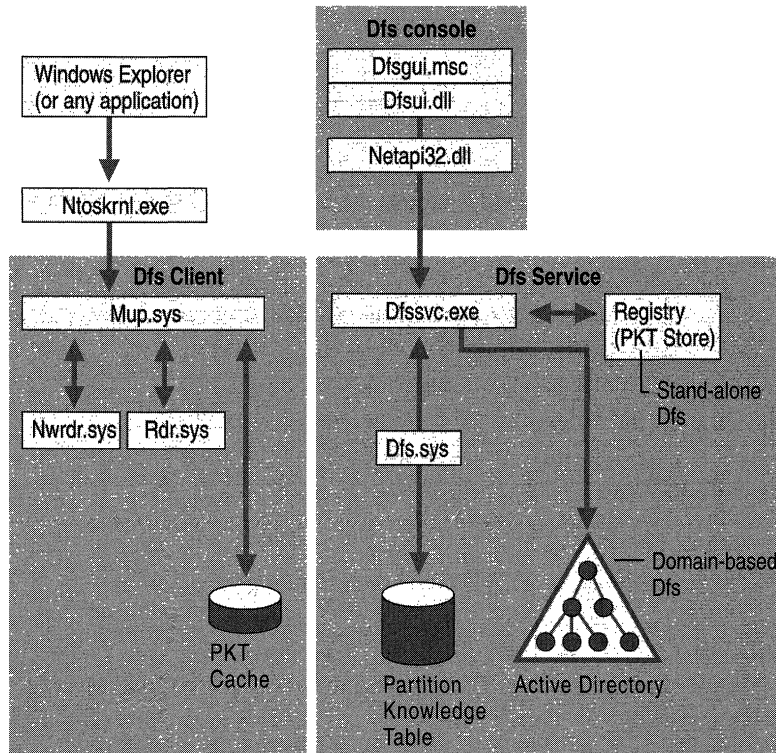 Windows Explorer
(or any application)
Ntoskrnl.exe
Dfs console
Dfsgui.msc
Dfsui.dll
Netapi32.dll
Dfs Client
Mup.sys
Nwrdr.sys
Rdr.sys
PKT
Cache
Dfs Service
Dfssvc.exe
Registry
(PKT Store)
Stand-alone
Dfs
Dfs.sys
Domain-based
Dfs
Partition
Knowledge
Table
Active Directory